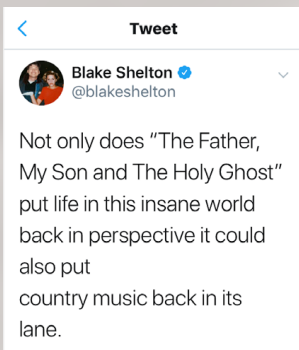 Tweet
Blake Shelton
@blakeshelton
Not only does "The Father,
My Son and The Holy Ghost"
put life in this insane world
back in perspective it could
also put
country music back in its
lane.